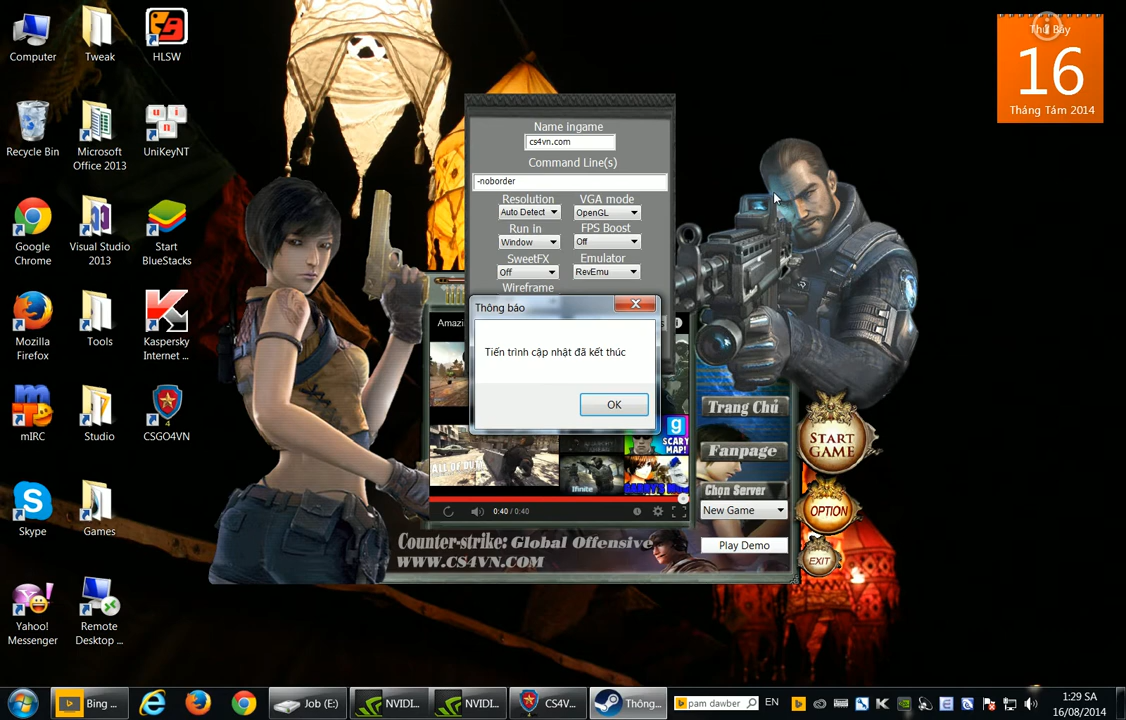 Computer
Tweak
HLSW
Recycle Bin
Microsoft
Office 2013
UniKeyNT
Google
Chrome
Visual Studio
2013
Start
BlueStacks
Mozilla
Firefox
Tools
Kaspersky
Internet ...
mIRC
Studio
CSGO4VN
Skype
Games
Yahoo!
Messenger
Remote
Desktop ...
Thứ Bảy
16
Tháng Tám 2014
Name ingame
cs4vn.com
Command Line(s)
-noborder
Resolution
VGA mode
Auto Detect
OpenGL
Run in
FPS Boost
Window
Off
SweetFX
Emulator
Off
RevEmu
Wireframe
Thông báo
Tiến trình cập nhật đã kết thúc
OK
Amazi
SCARY
MAP!
Ifinite
0:40 / 0:40
Trang Chủ
Fanpage
Chọn Server
New Game
Play Demo
START
GAME
OPTION
EXIT
Counter-strike: Global Offensive
WWW.CS4VN.COM
Bing ...
Job (E:)
NVIDI...
NVIDI...
CS4V...
Thông...
pam dawber
EN
1:29 SA
16/08/2014